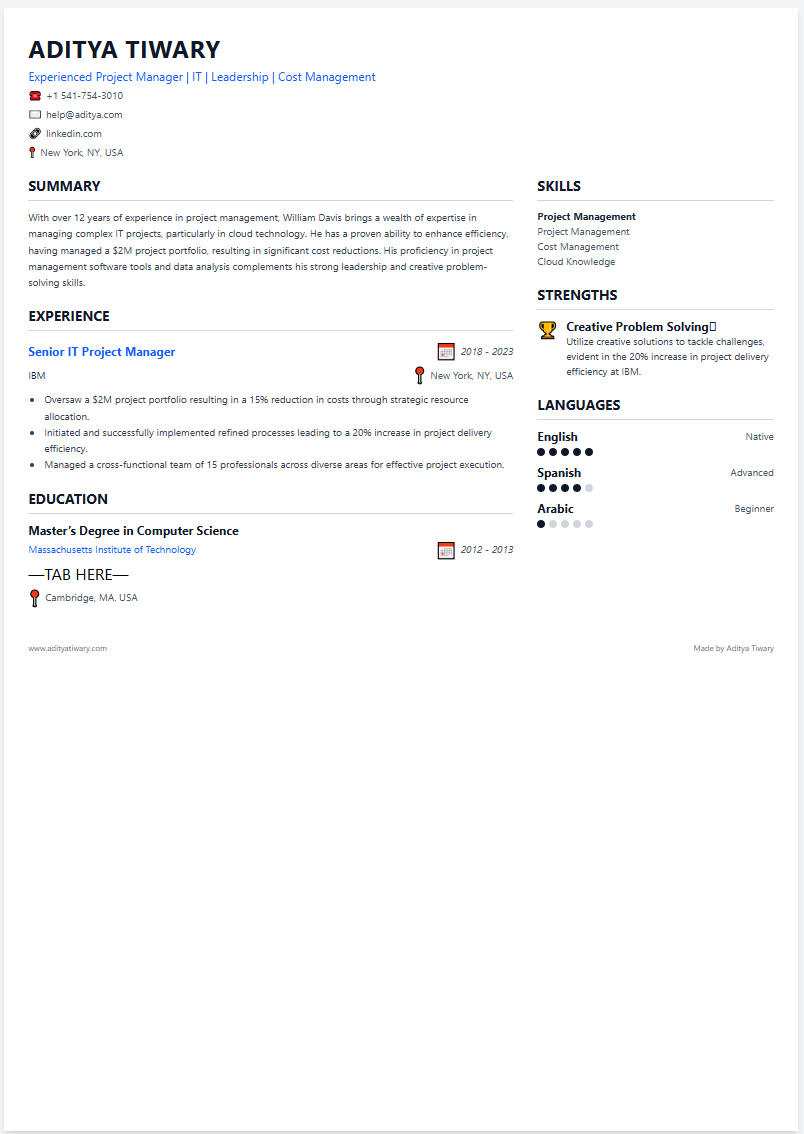 ADITYA TIWARY
Experienced Project Manager | IT | Leadership | Cost Management
+1 541-754-3010
help@aditya.com
linkedin.com
New York, NY, USA
SUMMARY
With over 12 years of experience in project management, William Davis brings a wealth of expertise in
managing complex IT projects, particularly in cloud technology. He has a proven ability to enhance efficiency,
having managed a $2M project portfolio, resulting in significant cost reductions. His proficiency in project
management software tools and data analysis complements his strong leadership and creative problem-
solving skills.
EXPERIENCE
Senior IT Project Manager
2018 - 2023
IBM
New York, NY, USA
• Oversaw a $2M project portfolio resulting in a 15% reduction in costs through strategic resource
allocation.
• Initiated and successfully implemented refined processes leading to a 20% increase in project delivery
efficiency.
• Managed a cross-functional team of 15 professionals across diverse areas for effective project execution.
EDUCATION
Master’s Degree in Computer Science
Massachusetts Institute of Technology
2012 - 2013
—TAB HERE—
Cambridge, MA, USA
SKILLS
Project Management
Project Management
Cost Management
Cloud Knowledge
STRENGTHS
Creative Problem Solving
Utilize creative solutions to tackle challenges,
evident in the 20% increase in project delivery
efficiency at IBM.
LANGUAGES
English Native
Spanish Advanced
Arabic Beginner
www.adityatiwary.com
Made by Aditya Tiwary